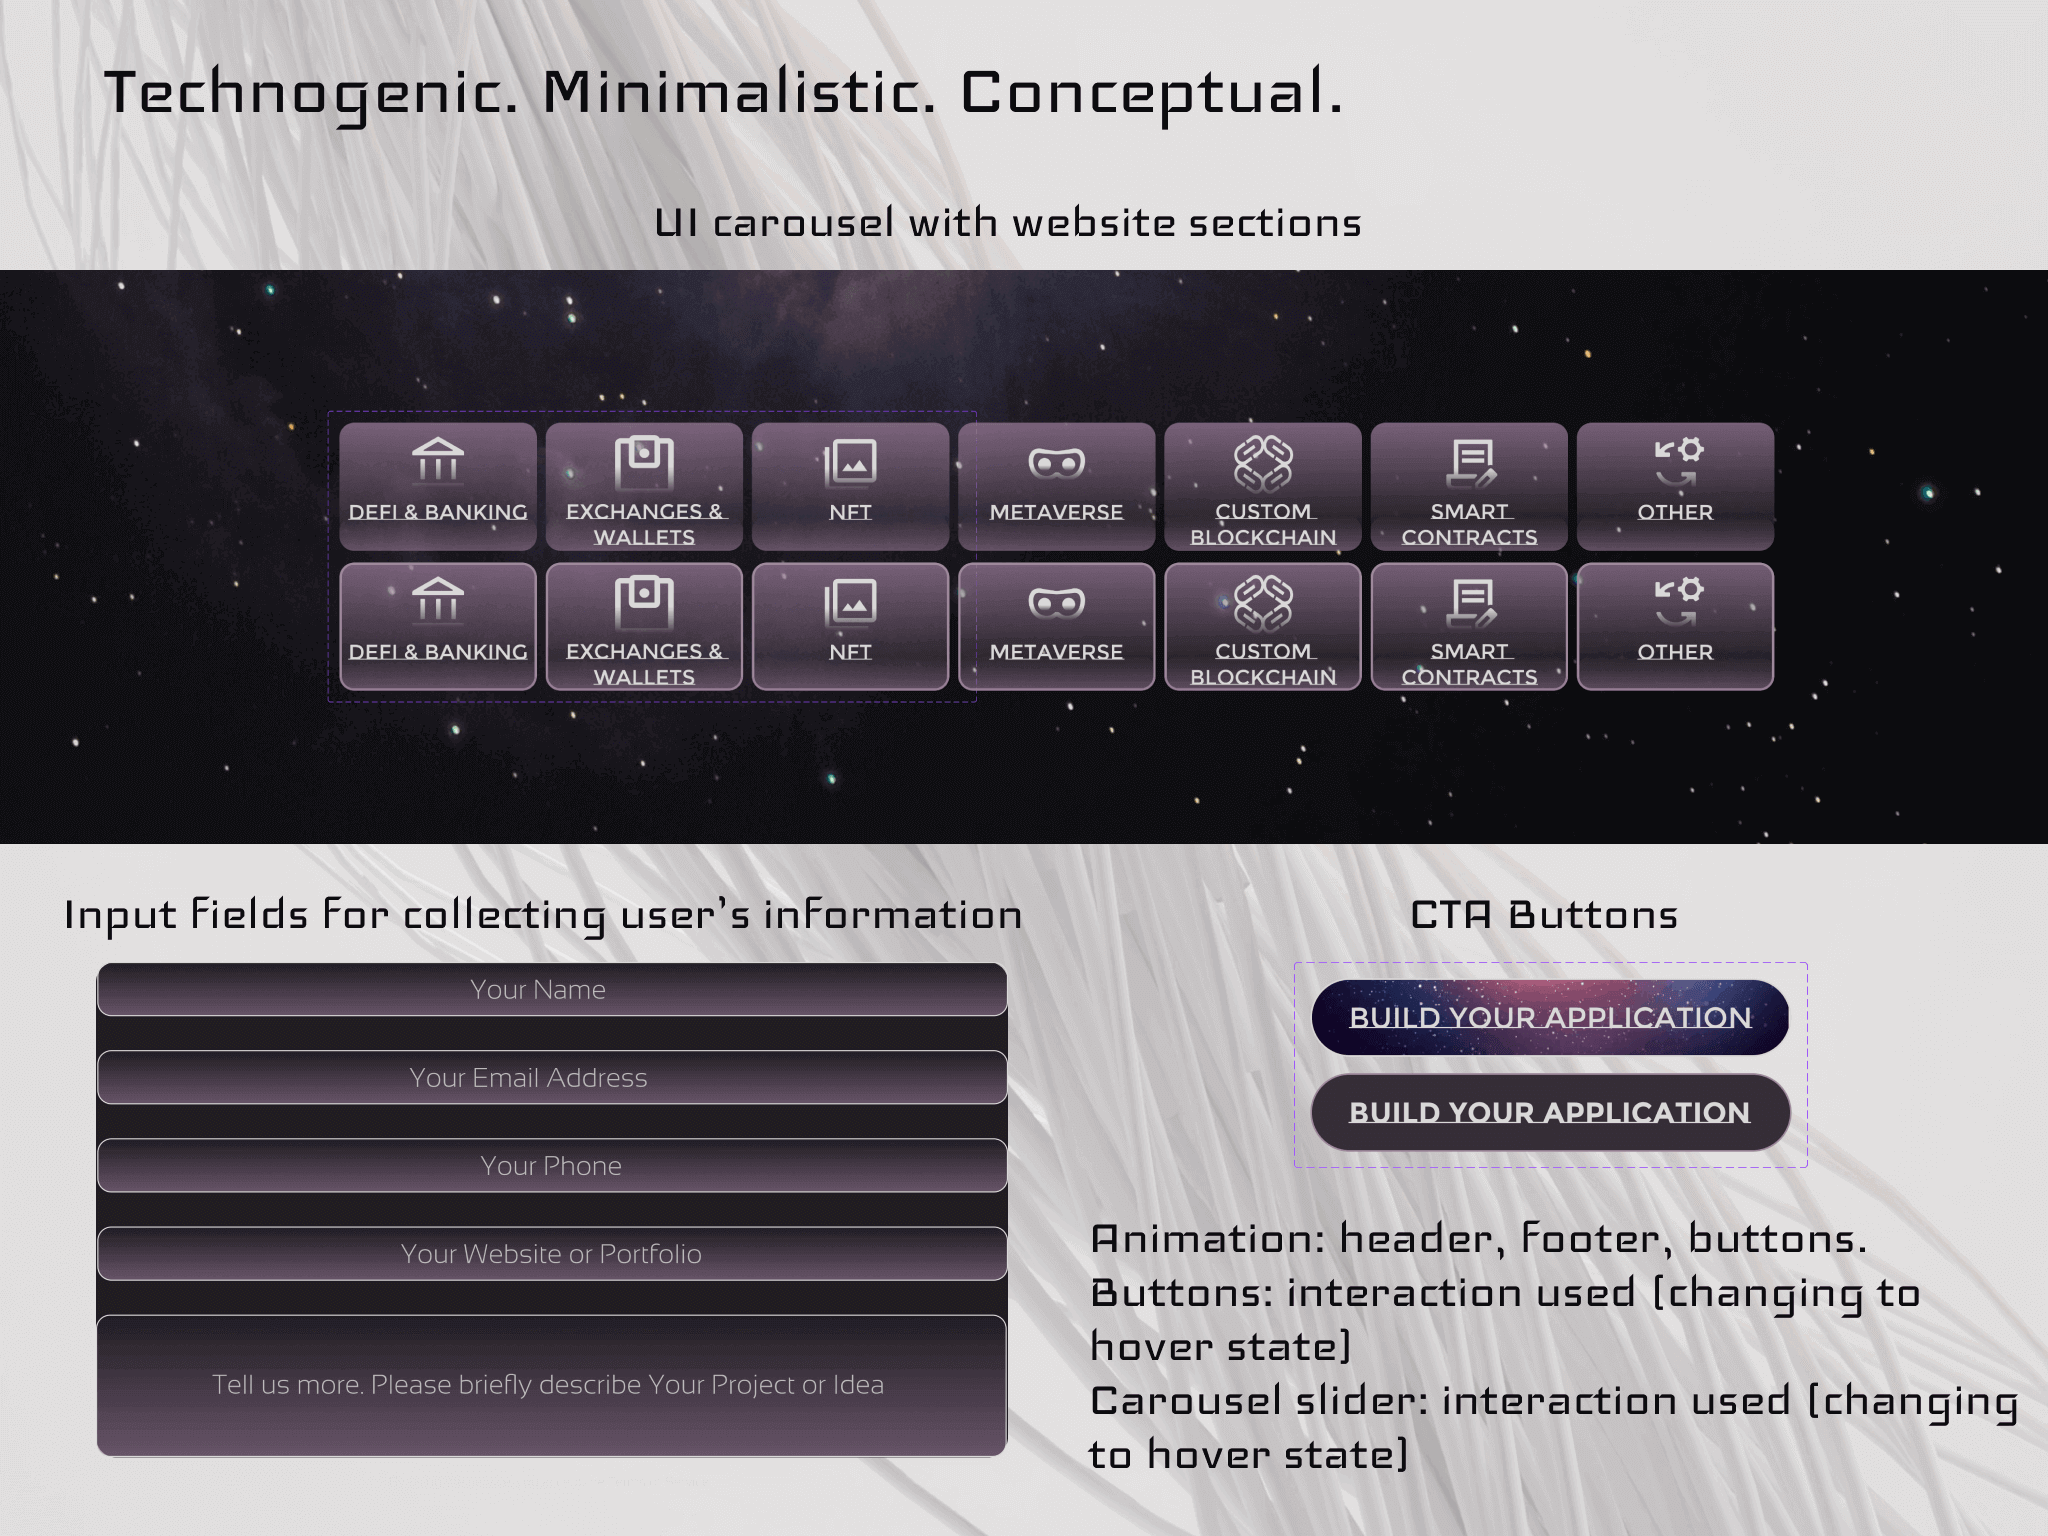 Technogenic. Minimalistic. Conceptual.
UI carousel with website sections
DEFI & BANKING
EXCHANGES &
WALLETS
NFT
METAVERSE
CUSTOM
BLOCKCHAIN
SMART
CONTRACTS
OTHER
DEFI & BANKING
EXCHANGES &
WALLETS
NFT
METAVERSE
CUSTOM
BLOCKCHAIN
SMART
CONTRACTS
OTHER
Input fields for collecting user's information
Your Name
Your Email Address
Your Phone
Your Website or Portfolio
Tell us more. Please briefly describe Your Project or Idea
CTA Buttons
BUILD YOUR APPLICATION
BUILD YOUR APPLICATION
Animation: header, footer, buttons.
Buttons: interaction used (changing to
hover state)
Carousel slider: interaction used (changing
to hover state)